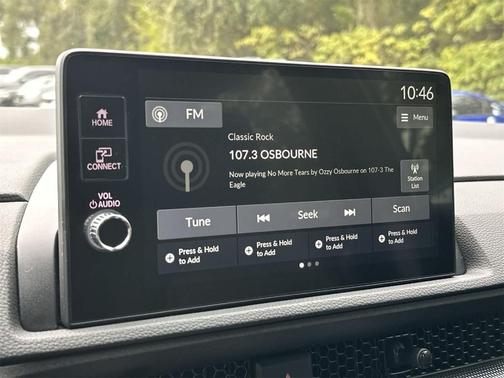 10:46
HOME
FM
Menu
Classic Rock
107.3 OSBOURNE
CONNECT
Now playing No More Tears by Ozzy Osbourne on 107-3 The
Eagle
Station
List
VOL
AUDIO
Tune
Seek
Scan
Press & Hold
to Add
Press & Hold
to Add
Press & Hold
to Add
Press & Hold
to Add